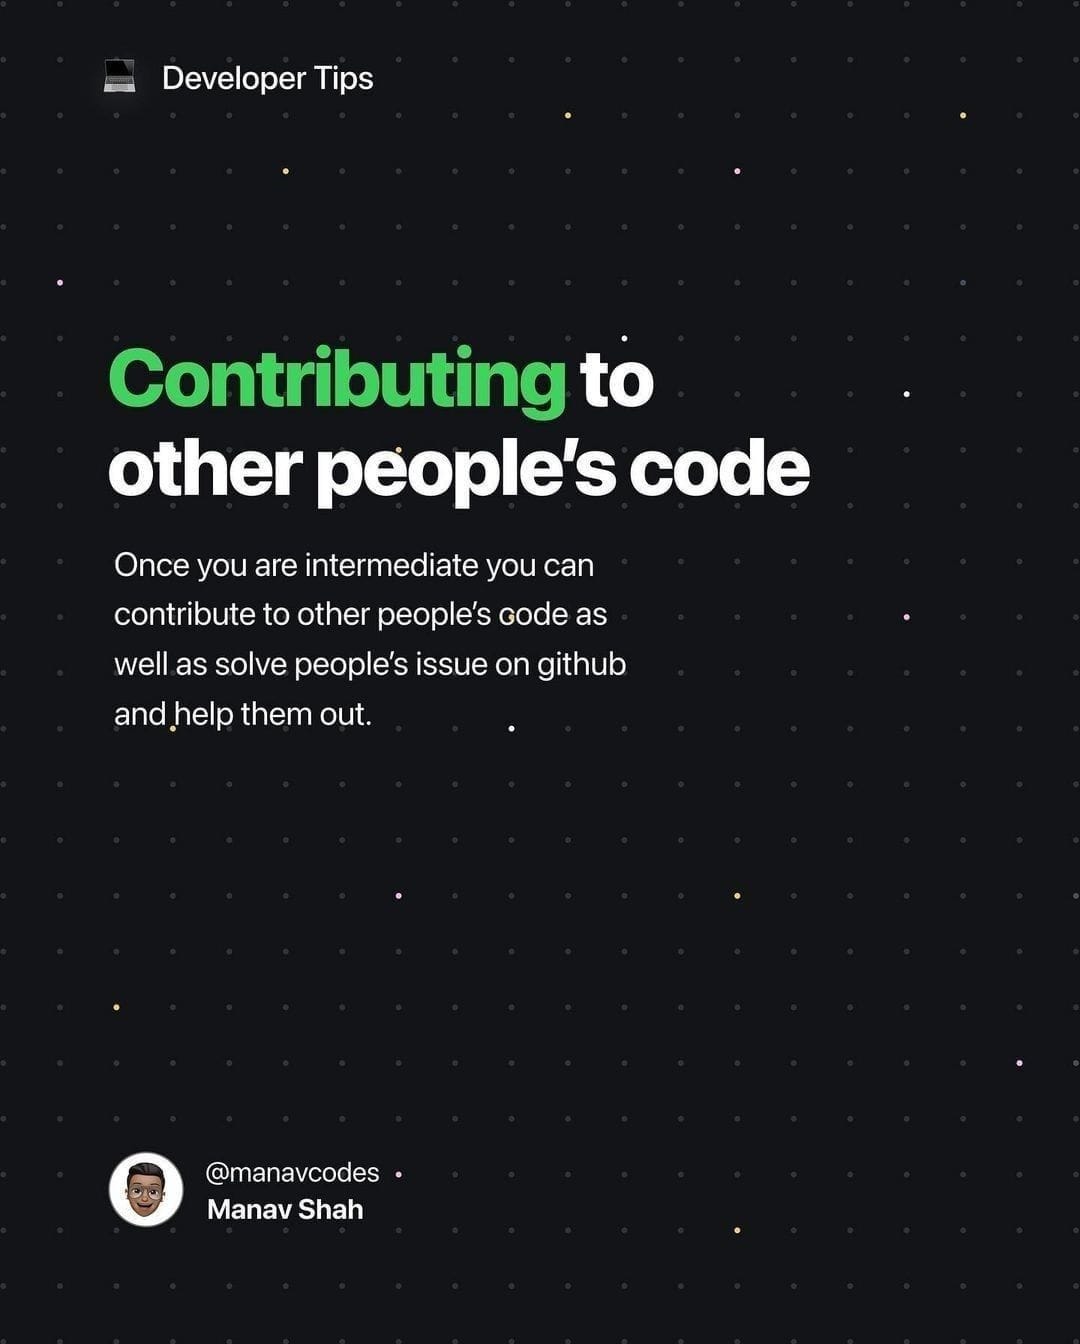 Developer Tips
Contributing to
other people’s code
Once you are intermediate you can
contribute to other people’s code as
well as solve people’s issue on github
and help them out.
@manavcodes
Manav Shah